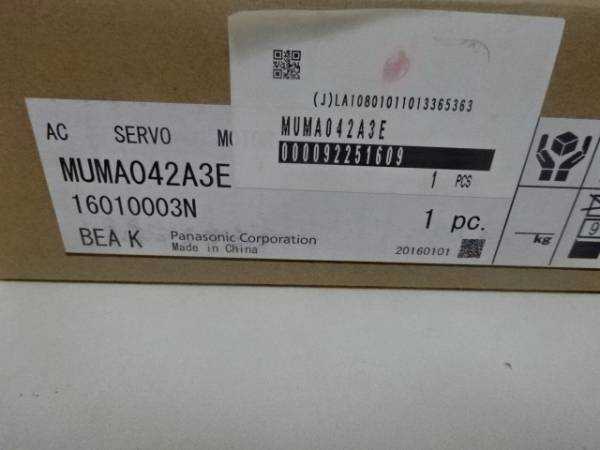 (J)LA10801011013365363
MUMA042A3E
000092251609
1 PCS
AC SERVO
MUMA042A3E
16010003N
1 pc.
BEA K
Panasonic Corporation
Made in China
20160101
kg
9